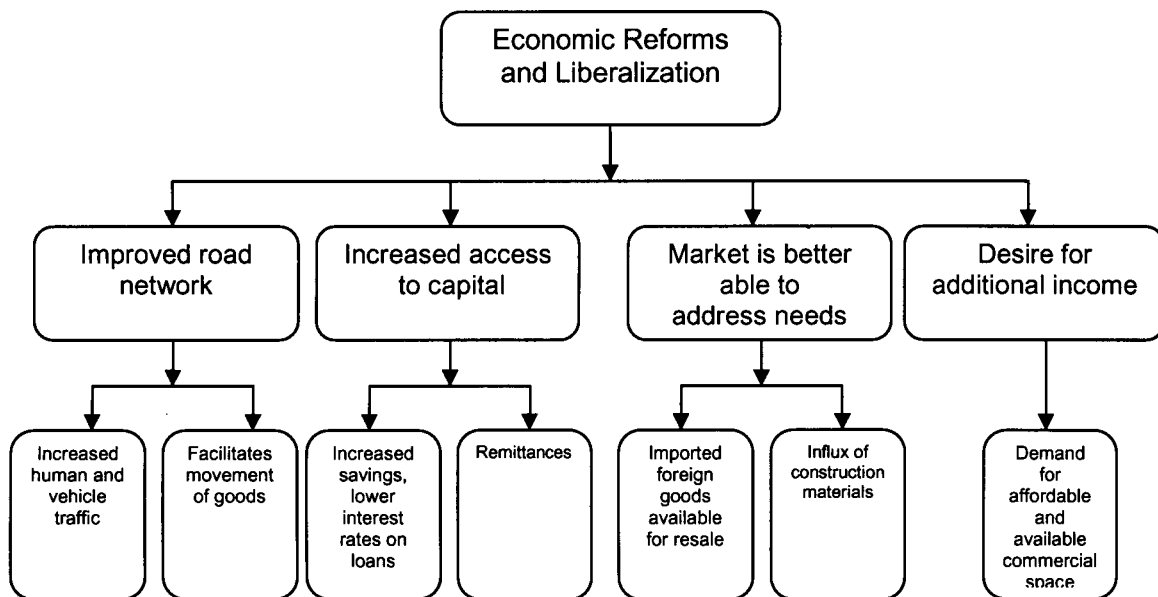 Economic Reforms
and Liberalization
Improved road
network
Increased access
to capital
Market is better
able to
address needs
Desire for
additional income
Increased
human and
vehicle
traffic
Facilitates
movement
of goods
Increased
savings,
lower
interest
rates on
loans
Remittances
Imported
foreign
goods
available
for resale
Influx of
construction
materials
Demand
for
affordable
and
available
commercial
space